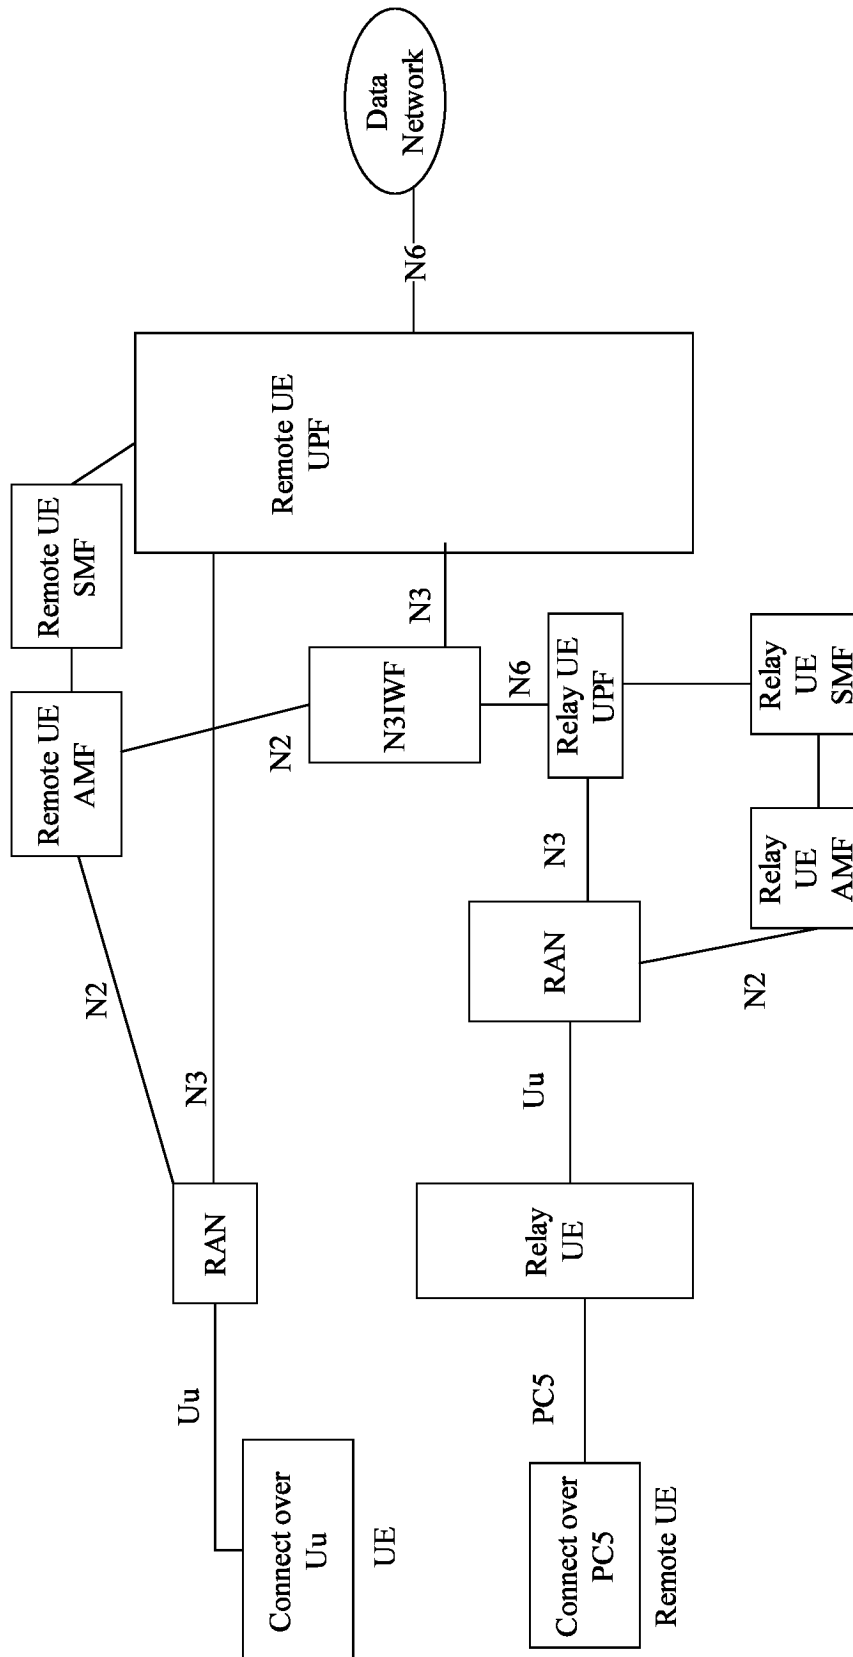 Remote UE
AMF
Remote UE
SMF
N2
N2
Connect over
Uu
UE
Uu
RAN
N3
Remote UE
UPF
N6
Data
Network
N3IWF
N3
N6
Connect over
PC5
Remote UE
PC5
Relay
UE
Uu
RAN
N3
Relay UE
UPF
N2
Relay
UE
AMF
Relay
UE
SMF